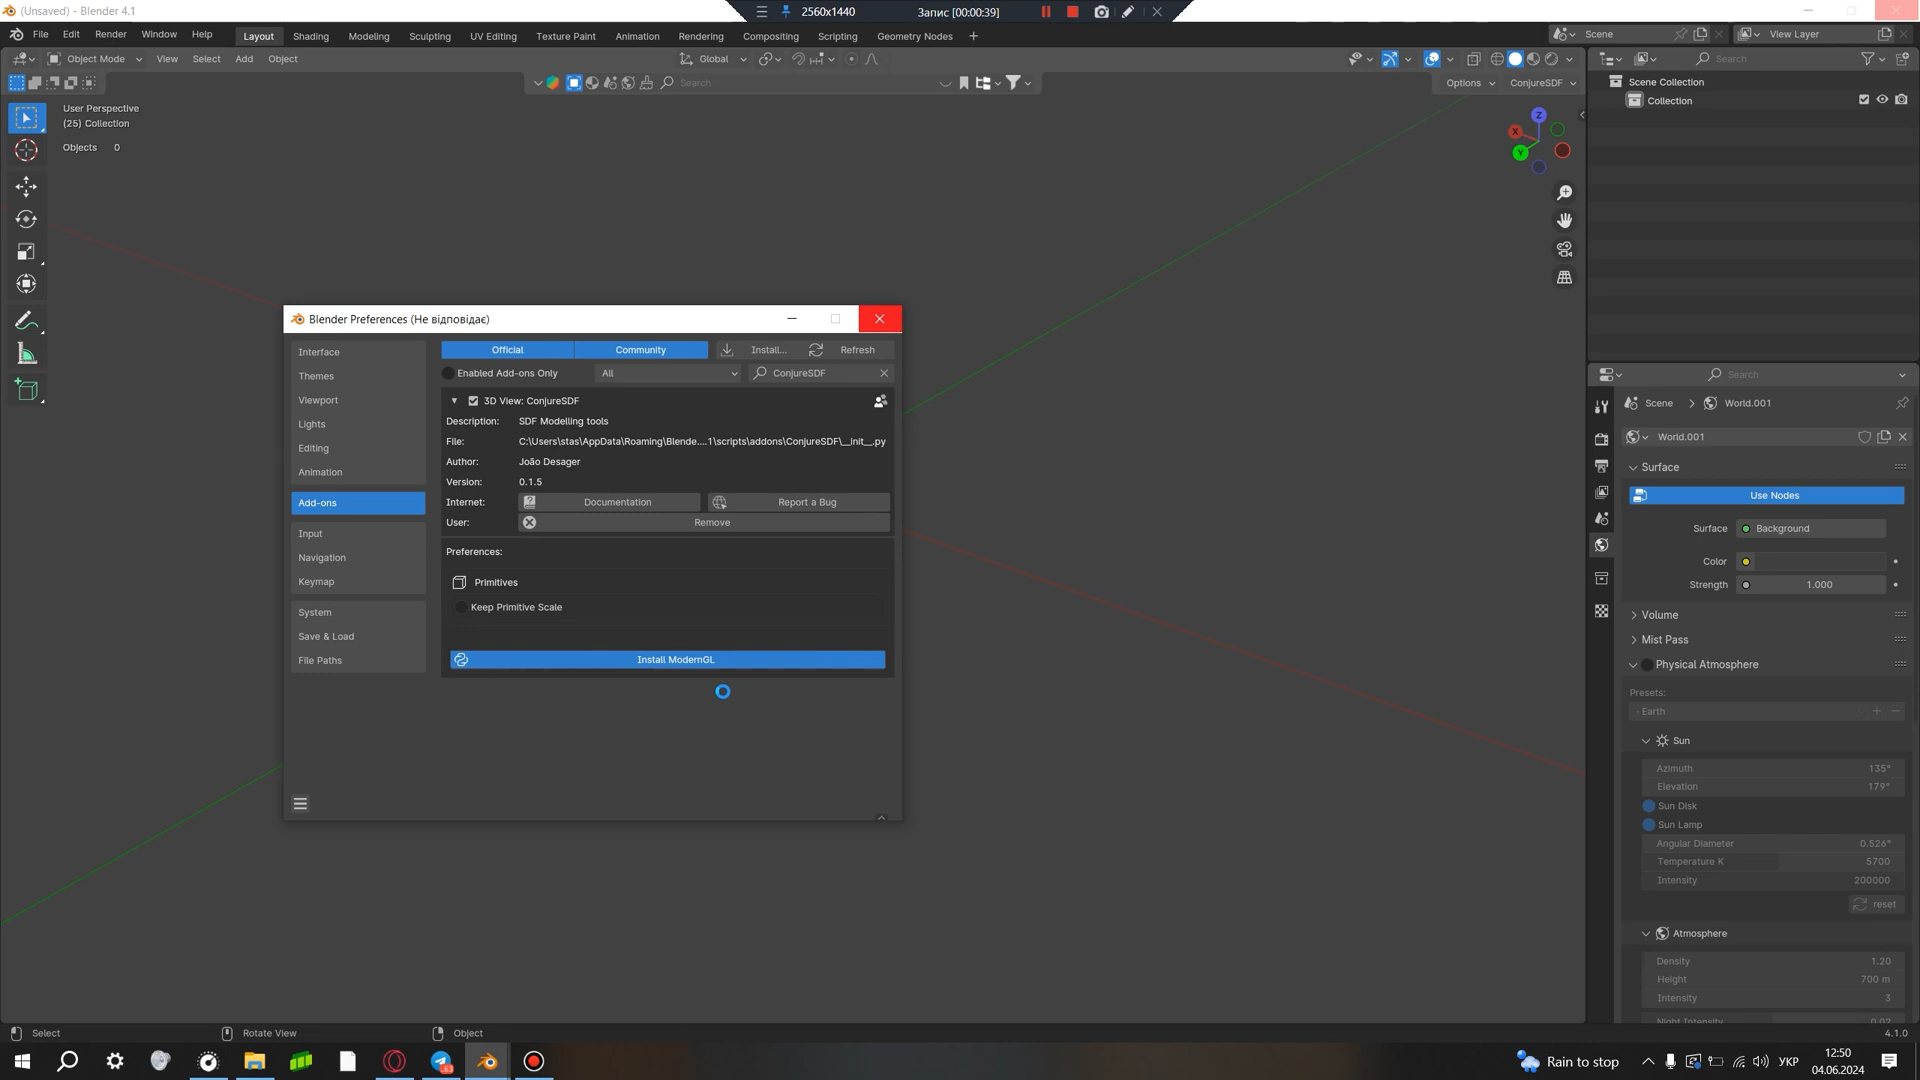 (Unsaved) - Blender 4.1
2560x1440
Запис [00:00:39]
File Edit Render Window Help
Layout Shading Modeling Sculpting UV Editing Texture Paint Animation Rendering Compositing Scripting Geometry Nodes
Scene
View Layer
Object Mode View Select Add Object
Global
Search
Search
Options
ConjureSDF
User Perspective
(25) Collection
Objects 0
Z
X
Y
Scene Collection
Collection
Blender Preferences (Не відповідає)
Interface
Themes
Viewport
Lights
Editing
Animation
Add-ons
Input
Navigation
Keymap
System
Save & Load
File Paths
Official Community Install... Refresh
Enabled Add-ons Only All ConjureSDF
3D View: ConjureSDF
Description: SDF Modelling tools
File: C:\Users\stas\AppData\Roaming\Blende....1\scripts\addons\ConjureSDF\__init__.py
Author: João Desager
Version: 0.1.5
Internet: Documentation Report a Bug
User: Remove
Preferences:
Primitives
Keep Primitive Scale
Install ModernGL
Search
Scene World.001
World.001
Surface
Use Nodes
Surface Background
Color
Strength 1.000
Volume
Mist Pass
Physical Atmosphere
Presets:
- Earth
Sun
Azimuth 135°
Elevation 179°
Sun Disk
Sun Lamp
Angular Diameter 0.526°
Temperature K 5700
Intensity 200000
reset
Atmosphere
Density 1.20
Height 700 m
Intensity 3
Night Intensity 0.02
Select
Rotate View
Object
4.1.0
63
Rain to stop
УКР
12:50
04.06.2024